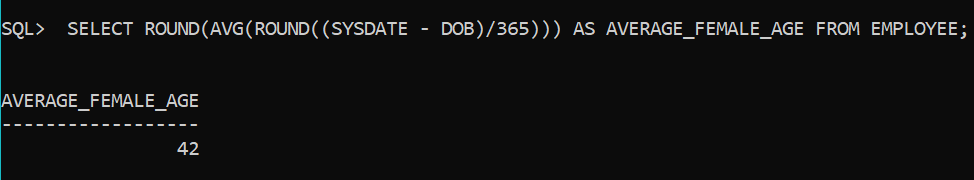 SQL>  SELECT ROUND(AVG(ROUND((SYSDATE - DOB)/365))) AS AVERAGE_FEMALE_AGE FROM EMPLOYEE;
AVERAGE_FEMALE_AGE
------------------
42